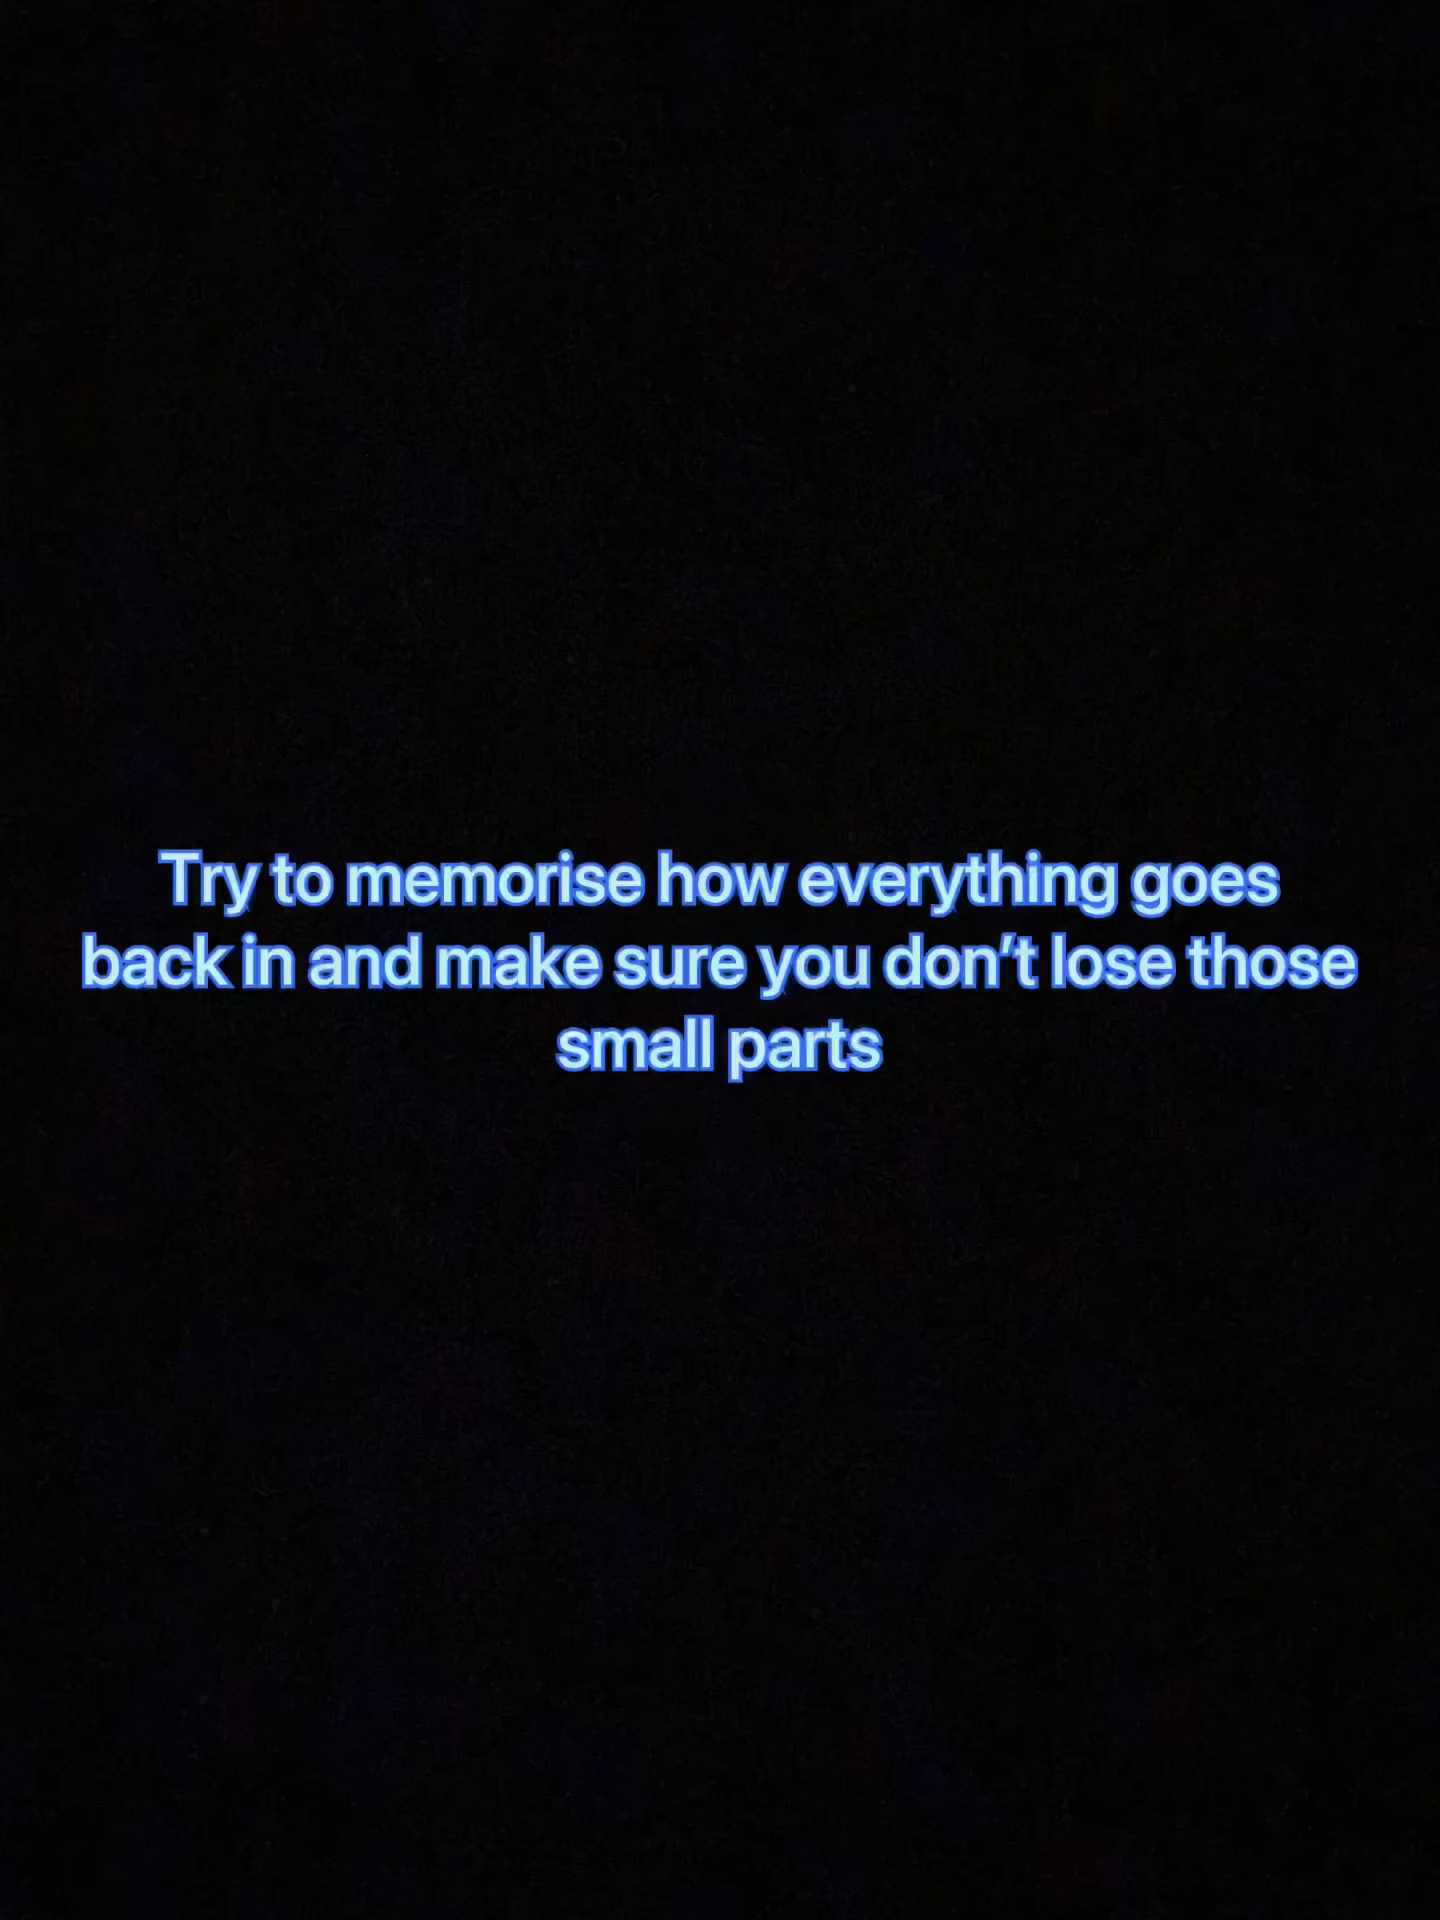 Try to memorise how everything goes
back in and make sure you don’t lose those
small parts